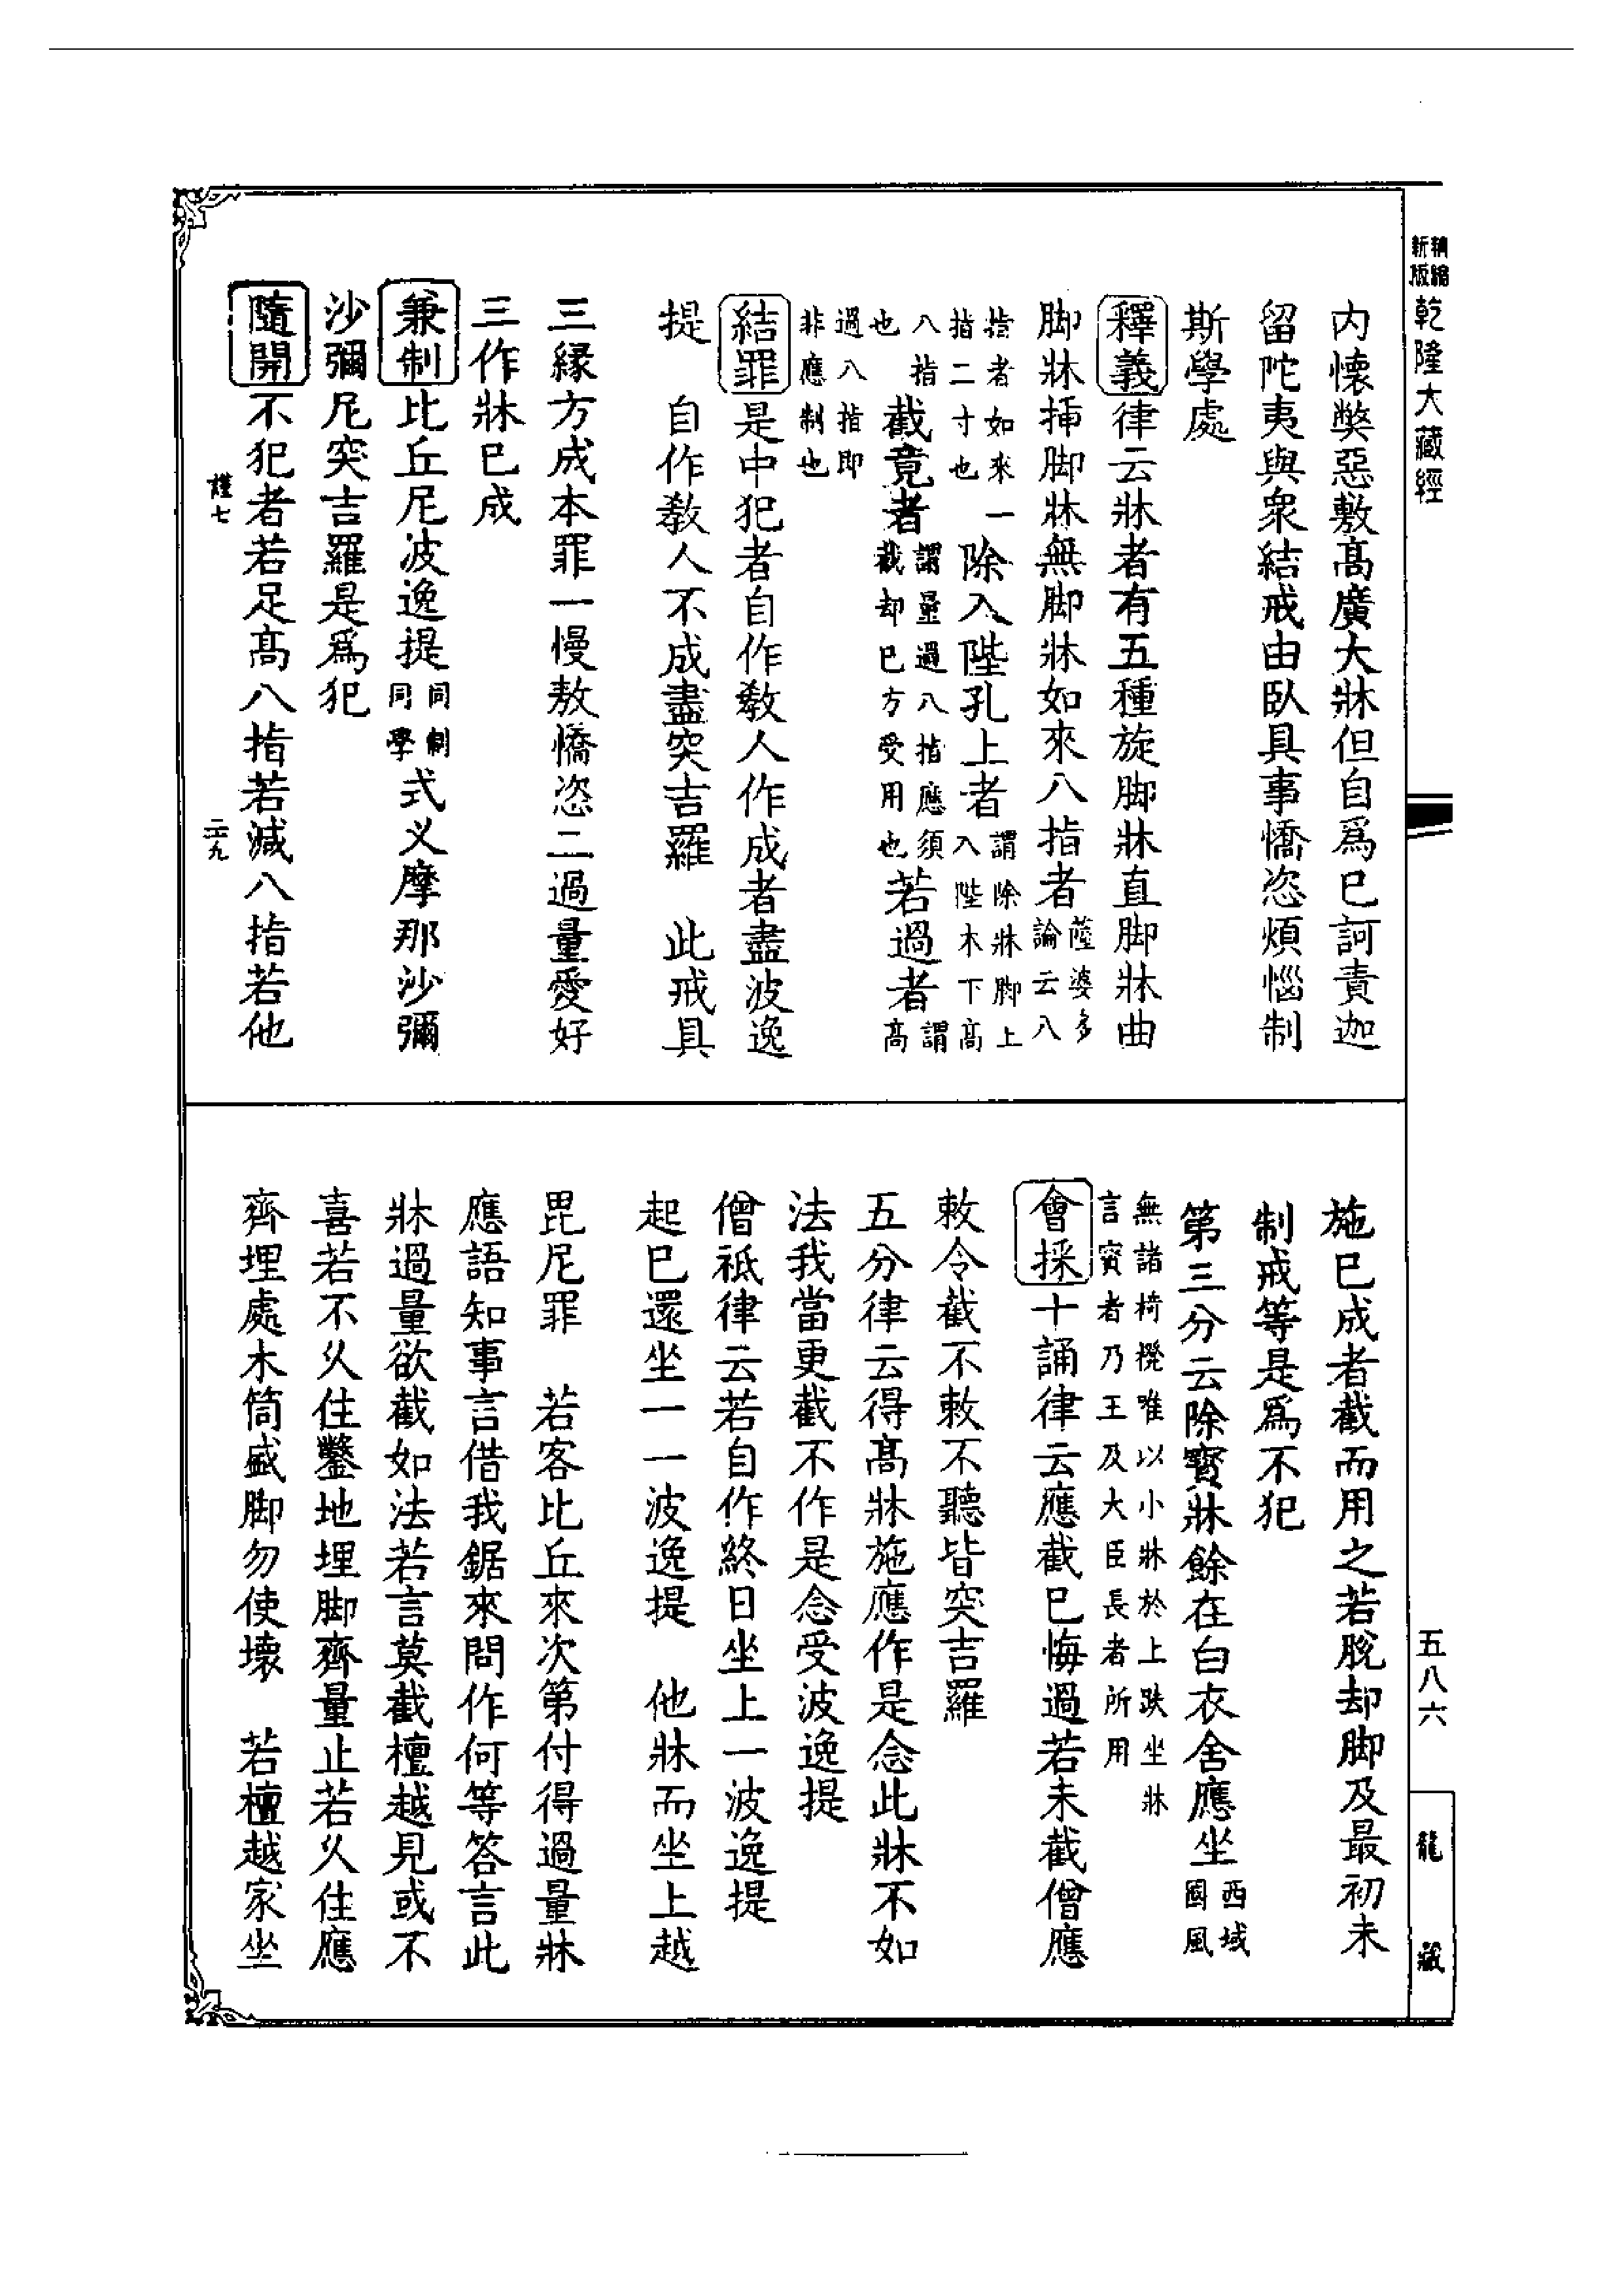 新版精縮
乾隆大藏經
五八六
龍藏
內懷弊惡敷高廣大牀但自爲已訶責迦
留陀夷與衆結戒由臥具事憍恣煩惱制
斯學處
釋義律云牀者有五種旋脚牀直脚牀曲
脚牀揷脚牀無脚牀如來八指者薩婆多論云八
指者如來一指二寸也除入陛孔上者謂除牀脚上入陛木下高
八指也截竟者謂量過八指應須截却已方受用也若過者謂高
過八指即非應制也
結罪是中犯者自作敎人作成者盡波逸
提　自作敎人不成盡突吉羅　此戒具
三緣方成本罪一慢敖憍恣二過量愛好
三作牀已成
兼制比丘尼波逸提同制同學式义摩那沙彌
沙彌尼突吉羅是爲犯
隨開不犯者若足高八指若減八指若他
謹七
二九
施已成者截而用之若脫却脚及最初未
制戒等是爲不犯
第三分云除寳牀餘在白衣舍應坐西域國風
無諸椅櫈唯以小牀於上趺坐牀言寳者乃王及大臣長者所用
會採十誦律云應截已悔過若未截僧應
敕令截不敕不聽皆突吉羅
五分律云得高牀施應作是念此牀不如
法我當更截不作是念受波逸提
僧祇律云若自作終日坐上一波逸提
起已還坐一一波逸提　他牀而坐上越
毘尼罪　若客比丘來次第付得過量牀
應語知事言借我鋸來問作何等答言此
牀過量欲截如法若言莫截檀越見或不
喜若不久住鑿地埋脚齊量止若久住應
齊埋處木筒盛脚勿使壞　若檀越家坐